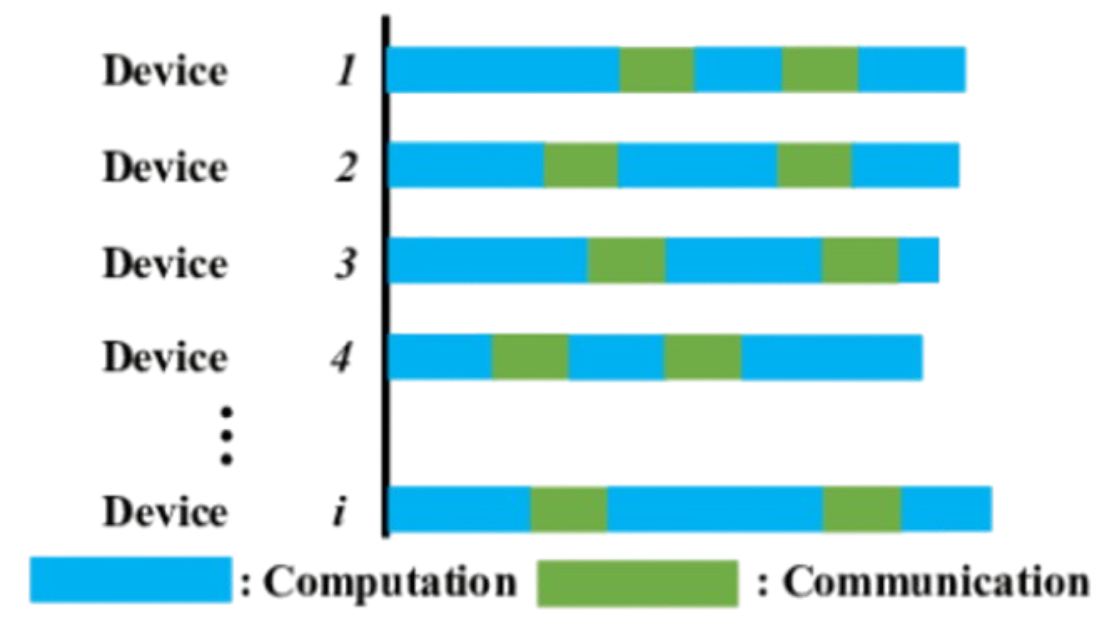 Device 1
Device 2
Device 3
Device 4
⋮
Device i
: Computation : Communication